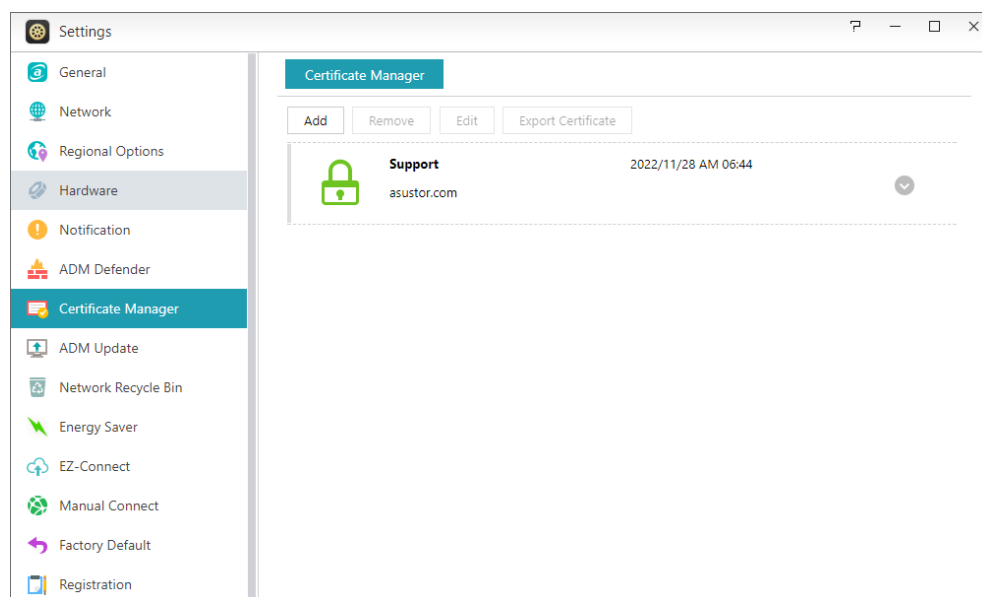 Settings
General
Network
Regional Options
Hardware
Notification
ADM Defender
Certificate Manager
ADM Update
Network Recycle Bin
Energy Saver
EZ-Connect
Manual Connect
Factory Default
Registration
Certificate Manager
Add Remove Edit Export Certificate
Support 2022/11/28 AM 06:44
asustor.com